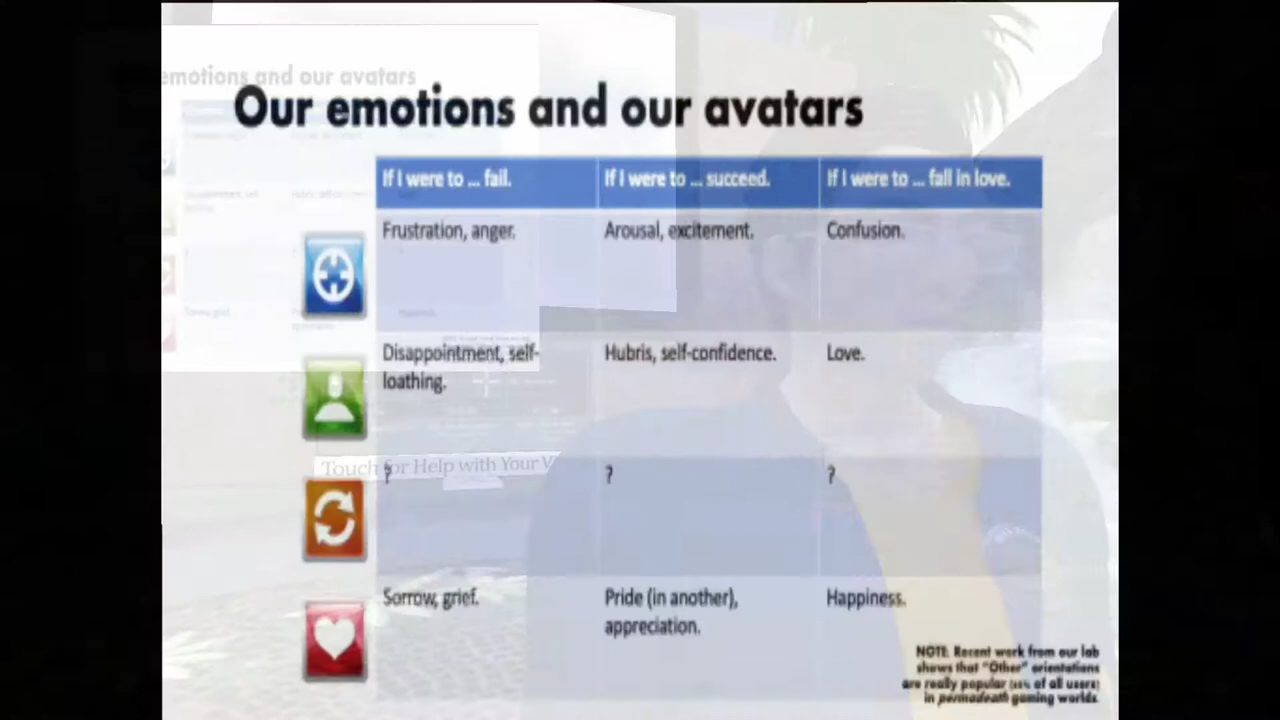 emotions and our avatars
Our emotions and our avatars
If I were to ... fail. If I were to ... succeed. If I were to ... fall in love.
Frustration, anger. Arousal, excitement. Confusion.
Disappointment, self- Hubris, self-confidence. Love.
loathing.
Touch for Help with Your V
? ? ?
Sorrow, grief. Pride (in another), Happiness.
appreciation.
NOTE: Recent work from our lab
shows that "Other" orientations
are really popular of all users)
in permadeath gaming worlds.